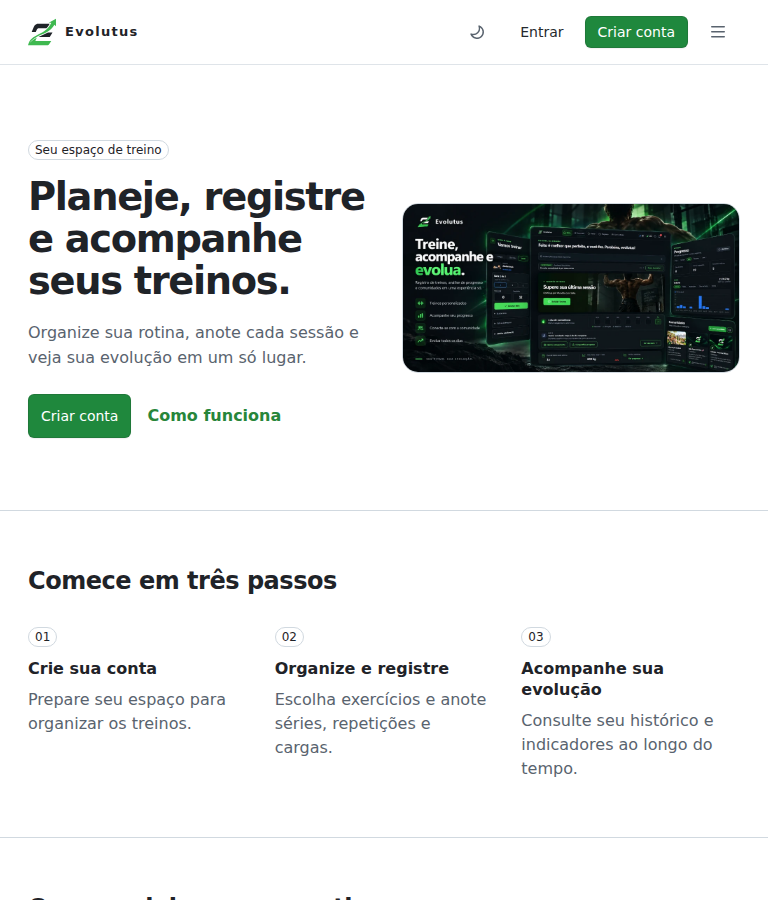 Evolutus
Entrar
Criar conta
Seu espaço de treino
Planeje, registre
e acompanhe
seus treinos.
Organize sua rotina, anote cada sessão e
veja sua evolução em um só lugar.
Criar conta
Como funciona
Evolutus
Treine,
acompanhe e
evolua.
Supere sua última sessão
Comece em três passos
01
Crie sua conta
Prepare seu espaço para
organizar os treinos.
02
Organize e registre
Escolha exercícios e anote
séries, repetições e
cargas.
03
Acompanhe sua
evolução
Consulte seu histórico e
indicadores ao longo do
tempo.